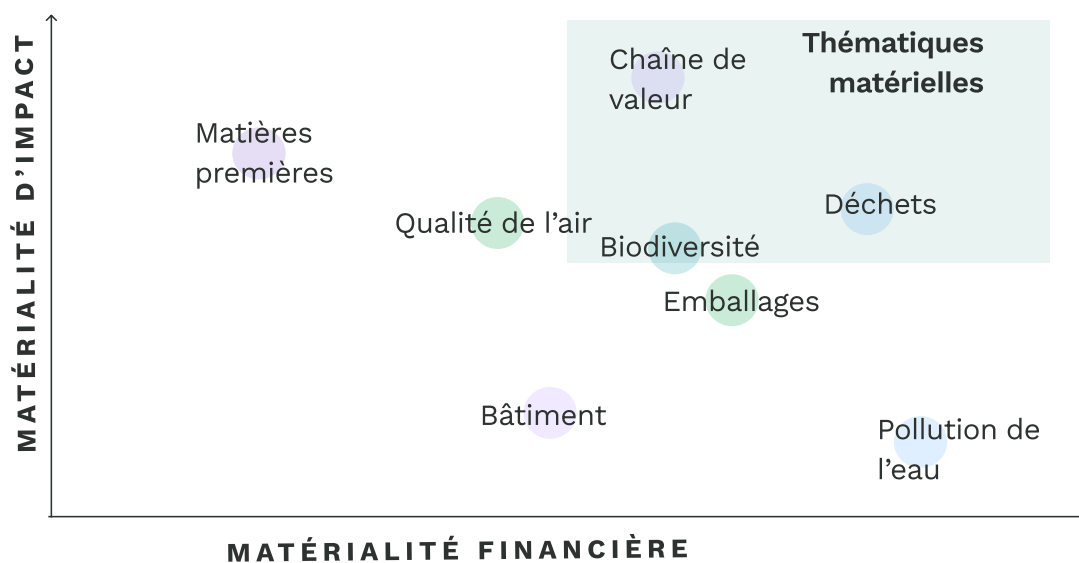 MATÉRIALITÉ D’IMPACT
Thématiques
matérielles
Chaîne de
valeur
Matières
premières
Déchets
Qualité de l’air
Biodiversité
Emballages
Bâtiment
Pollution de
l’eau
MATÉRIALITÉ FINANCIÈRE